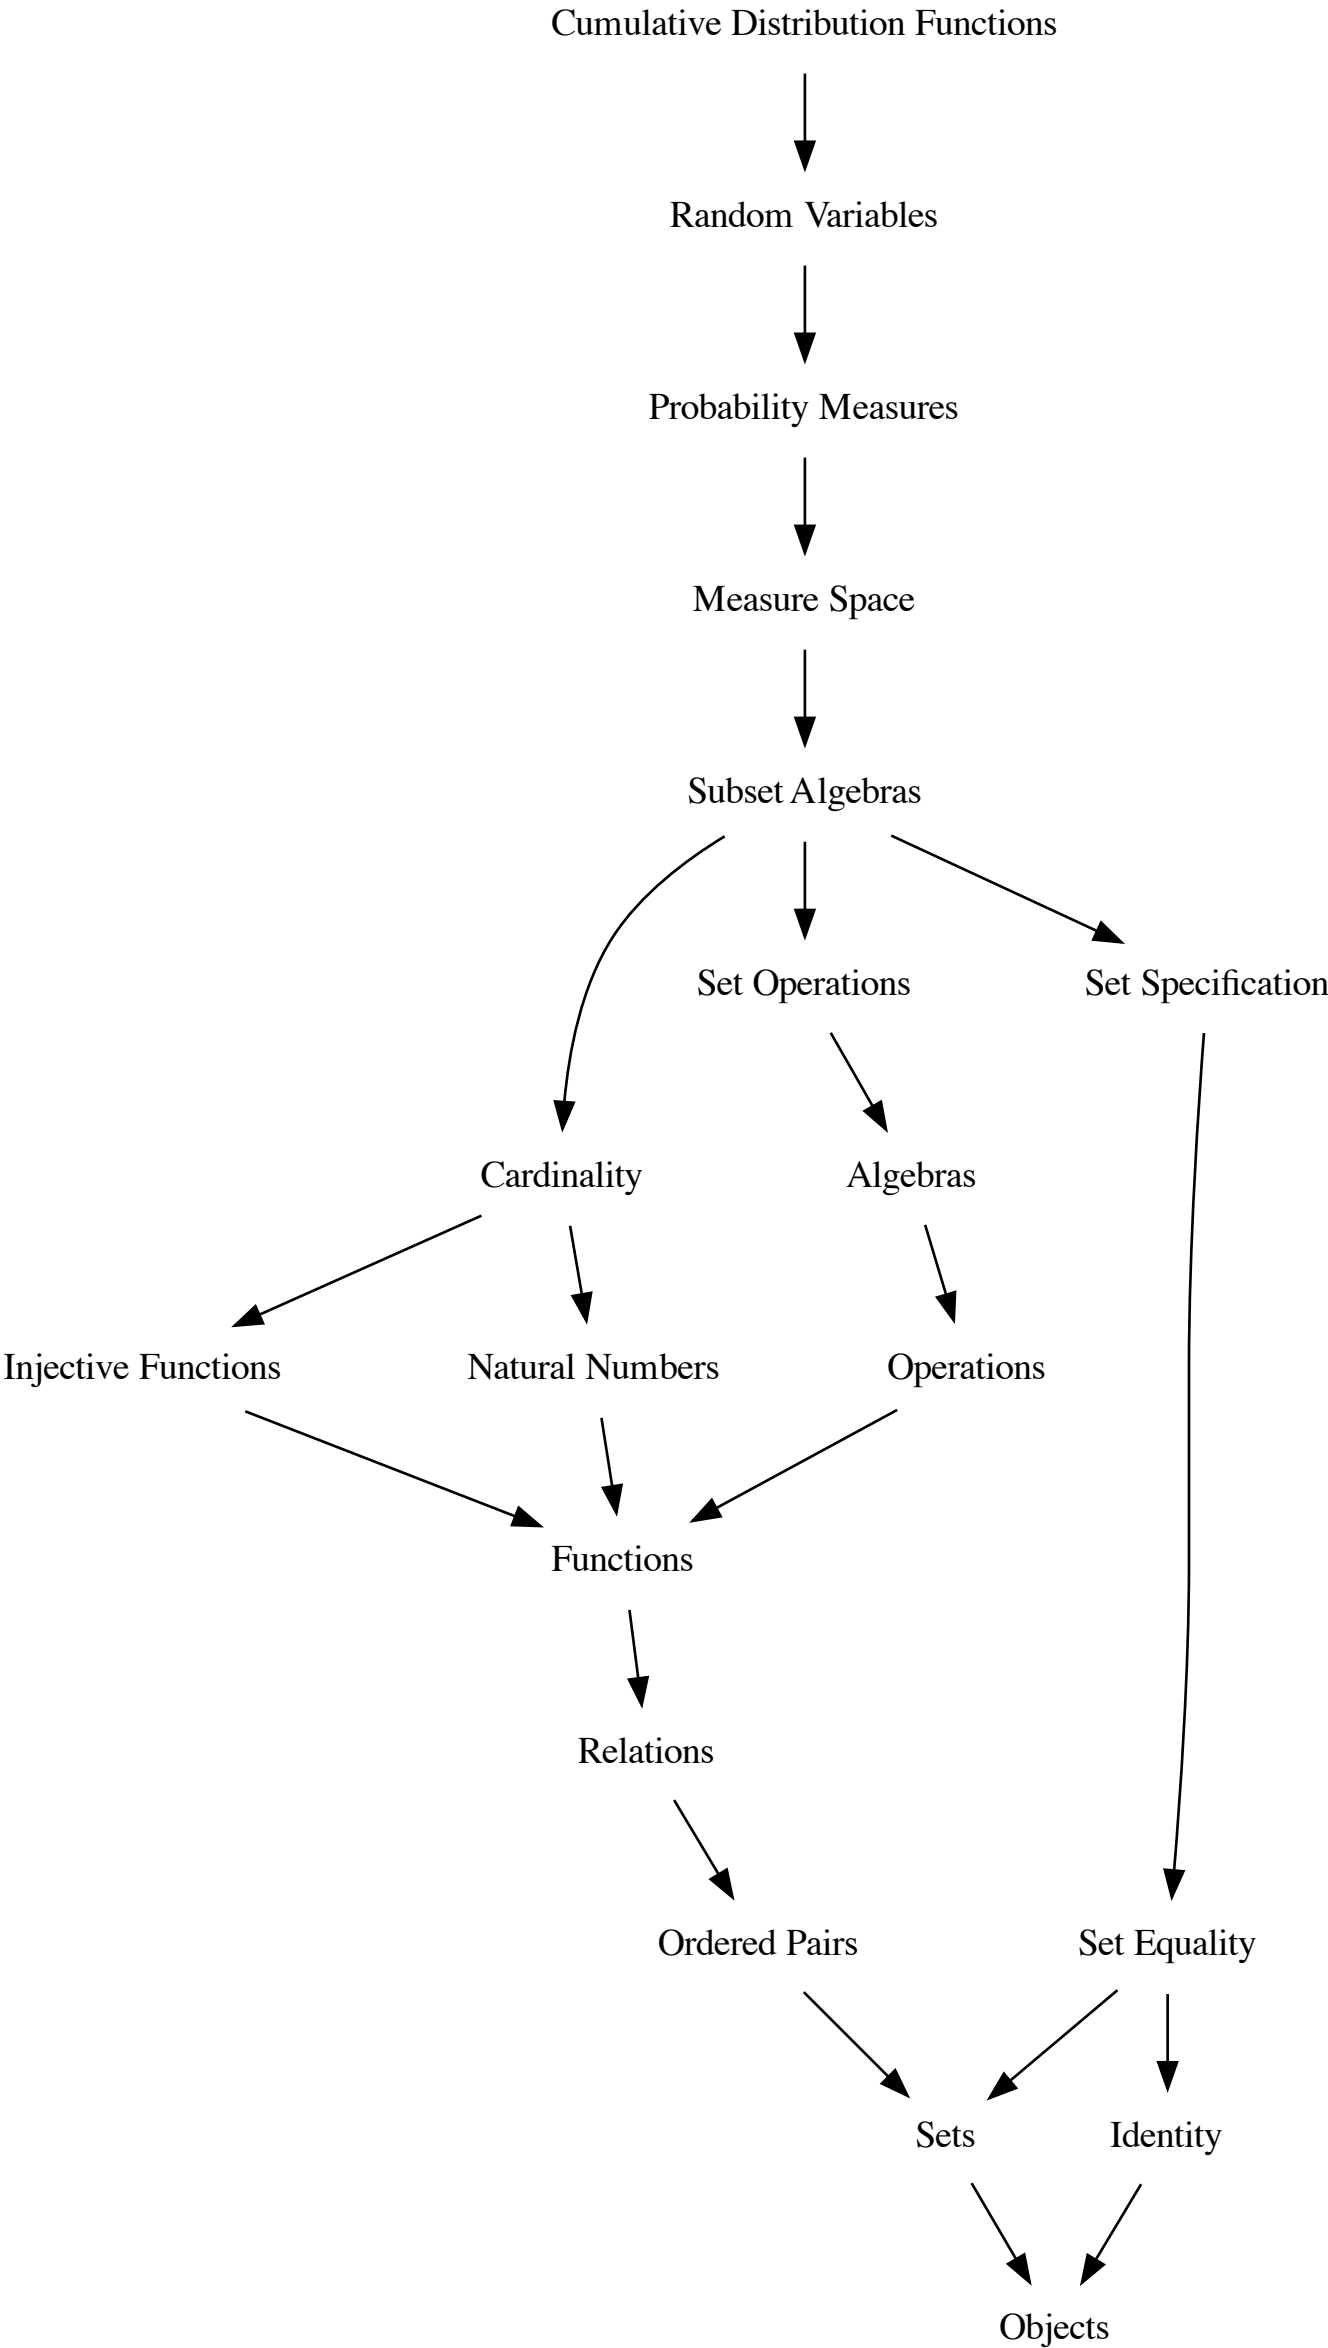 Cumulative Distribution Functions
Random Variables
Probability Measures
Measure Space
Subset Algebras
Set Operations
Set Specification
Cardinality
Algebras
Injective Functions
Natural Numbers
Operations
Functions
Relations
Ordered Pairs
Set Equality
Sets
Identity
Objects